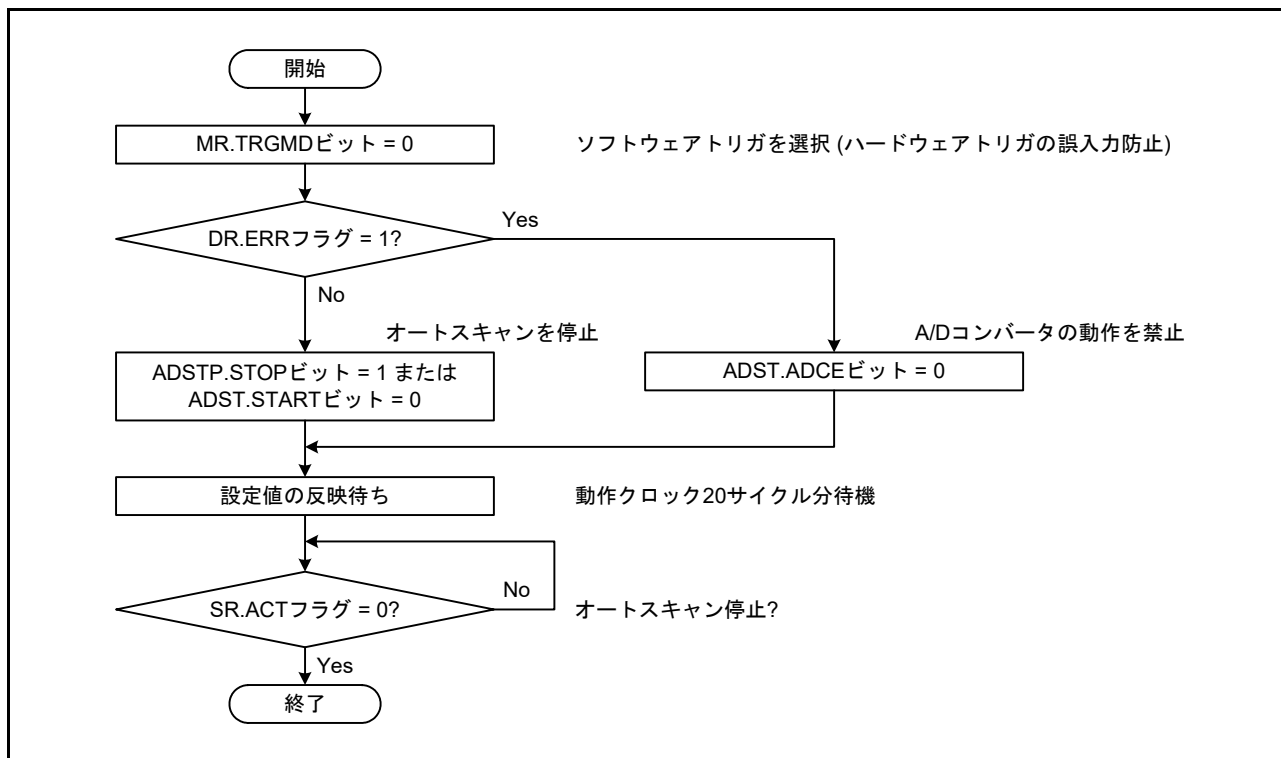 開始
MR.TRGMDビット = 0
ソフトウェアトリガを選択 (ハードウェアトリガの誤入力防止)
DR.ERRフラグ = 1?
Yes
No
オートスキャンを停止
A/Dコンバータの動作を禁止
ADSTP.STOPビット = 1 または
ADST.STARTビット = 0
ADST.ADCEビット = 0
設定値の反映待ち
動作クロック20サイクル分待機
SR.ACTフラグ = 0?
No
オートスキャン停止?
Yes
終了